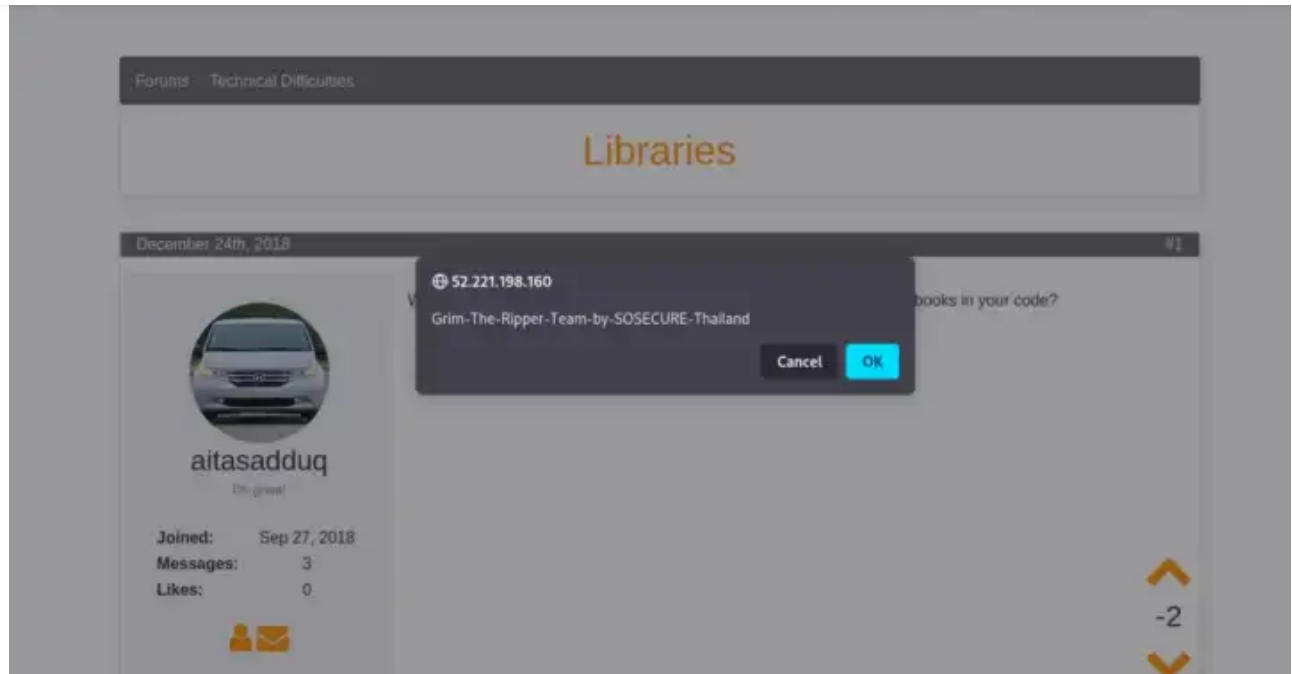 Forums Technical Difficulties
Libraries
December 24th, 2018 #1
52.221.198.160
Grim-The-Ripper-Team-by-SOSECURE-Thailand
Cancel OK
books in your code?
aitasadduq
I'm great!
Joined: Sep 27, 2018
Messages: 3
Likes: 0
-2